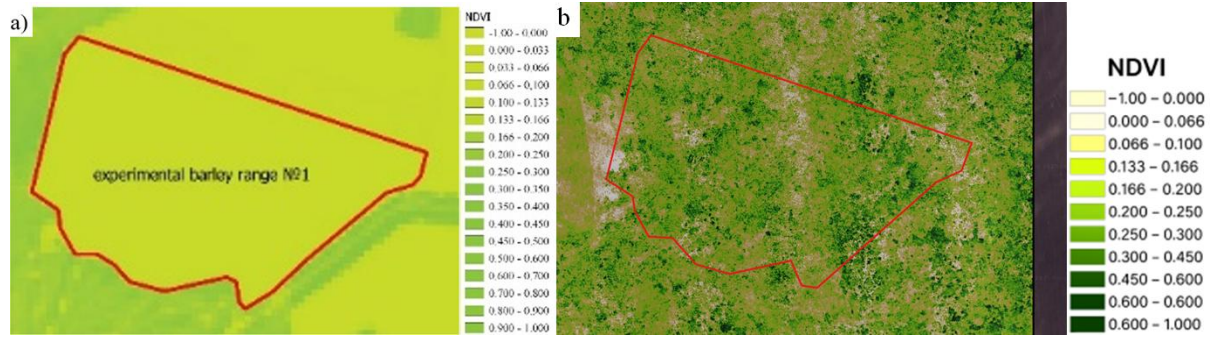 a)
NDVI
-1.00 - 0.000
0.000 - 0.033
0.033 - 0.066
0.066 - 0.100
0.100 - 0.133
0.133 - 0.166
0.166 - 0.200
0.200 - 0.250
0.250 - 0.300
0.300 - 0.350
0.350 - 0.400
0.400 - 0.450
0.450 - 0.500
0.500 - 0.600
0.600 - 0.700
0.700 - 0.800
0.800 - 0.900
0.900 - 1.000
experimental barley range №1
b
NDVI
−1.00 – 0.000
0.000 – 0.066
0.066 – 0.100
0.133 – 0.166
0.166 – 0.200
0.200 – 0.250
0.250 – 0.300
0.300 – 0.450
0.450 – 0.600
0.600 – 0.600
0.600 – 1.000